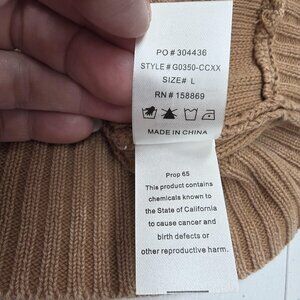 PO # 304436
STYLE# G0350-CCXX
SIZE# L
RN # 158869
MADE IN CHINA
Prop 65
This product contains
chemicals known to
the State of California
to cause cancer and
birth defects or
other reproductive harm.